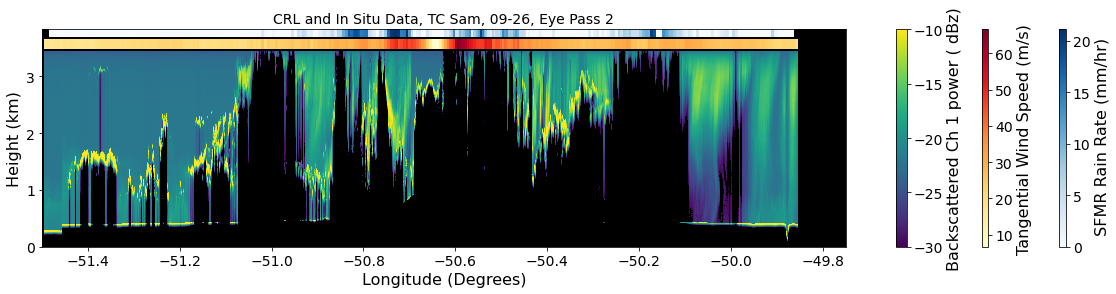 CRL and In Situ Data, TC Sam, 09-26, Eye Pass 2
Height (km)
3
2
1
0
−51.4 −51.2 −51.0 −50.8 −50.6 −50.4 −50.2 −50.0 −49.8
Longitude (Degrees)
−10
−15
−20
−25
−30
Backscattered Ch 1 power ( dBz)
60
50
40
30
20
10
Tangential Wind Speed (m/s)
20
15
10
5
0
SFMR Rain Rate (mm/hr)